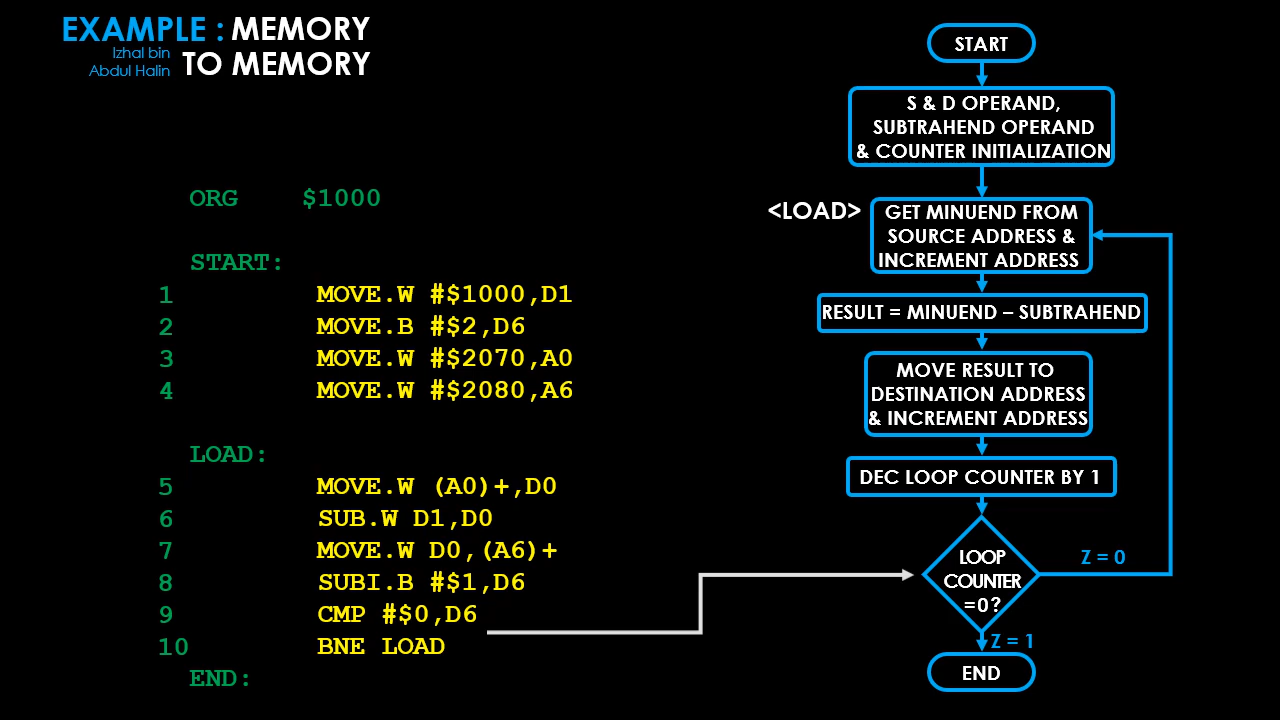 EXAMPLE : MEMORY
Izhal bin
Abdul Halin
TO MEMORY
ORG $1000
START:
1 MOVE.W #$1000,D1
2 MOVE.B #$2,D6
3 MOVE.W #$2070,A0
4 MOVE.W #$2080,A6
LOAD:
5 MOVE.W (A0)+,D0
6 SUB.W D1,D0
7 MOVE.W D0,(A6)+
8 SUBI.B #$1,D6
9 CMP #$0,D6
10 BNE LOAD
END:
START
S & D OPERAND,
SUBTRAHEND OPERAND
& COUNTER INITIALIZATION
<LOAD>
GET MINUEND FROM
SOURCE ADDRESS &
INCREMENT ADDRESS
RESULT = MINUEND – SUBTRAHEND
MOVE RESULT TO
DESTINATION ADDRESS
& INCREMENT ADDRESS
DEC LOOP COUNTER BY 1
LOOP
COUNTER
=0?
Z = 0
Z = 1
END